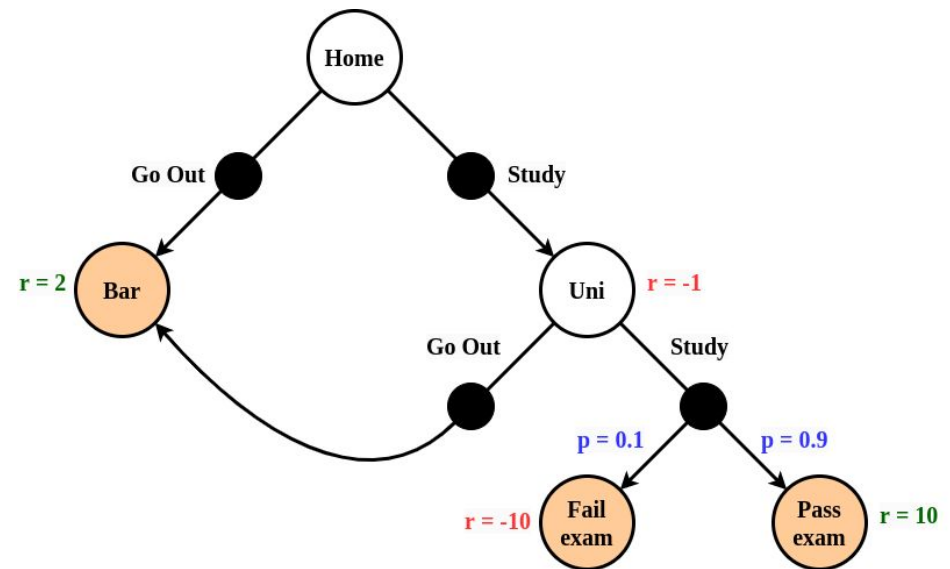 Home
Go Out
Study
r = 2
Bar
Uni
r = -1
Go Out
Study
p = 0.1
p = 0.9
r = -10
Fail
exam
Pass
exam
r = 10